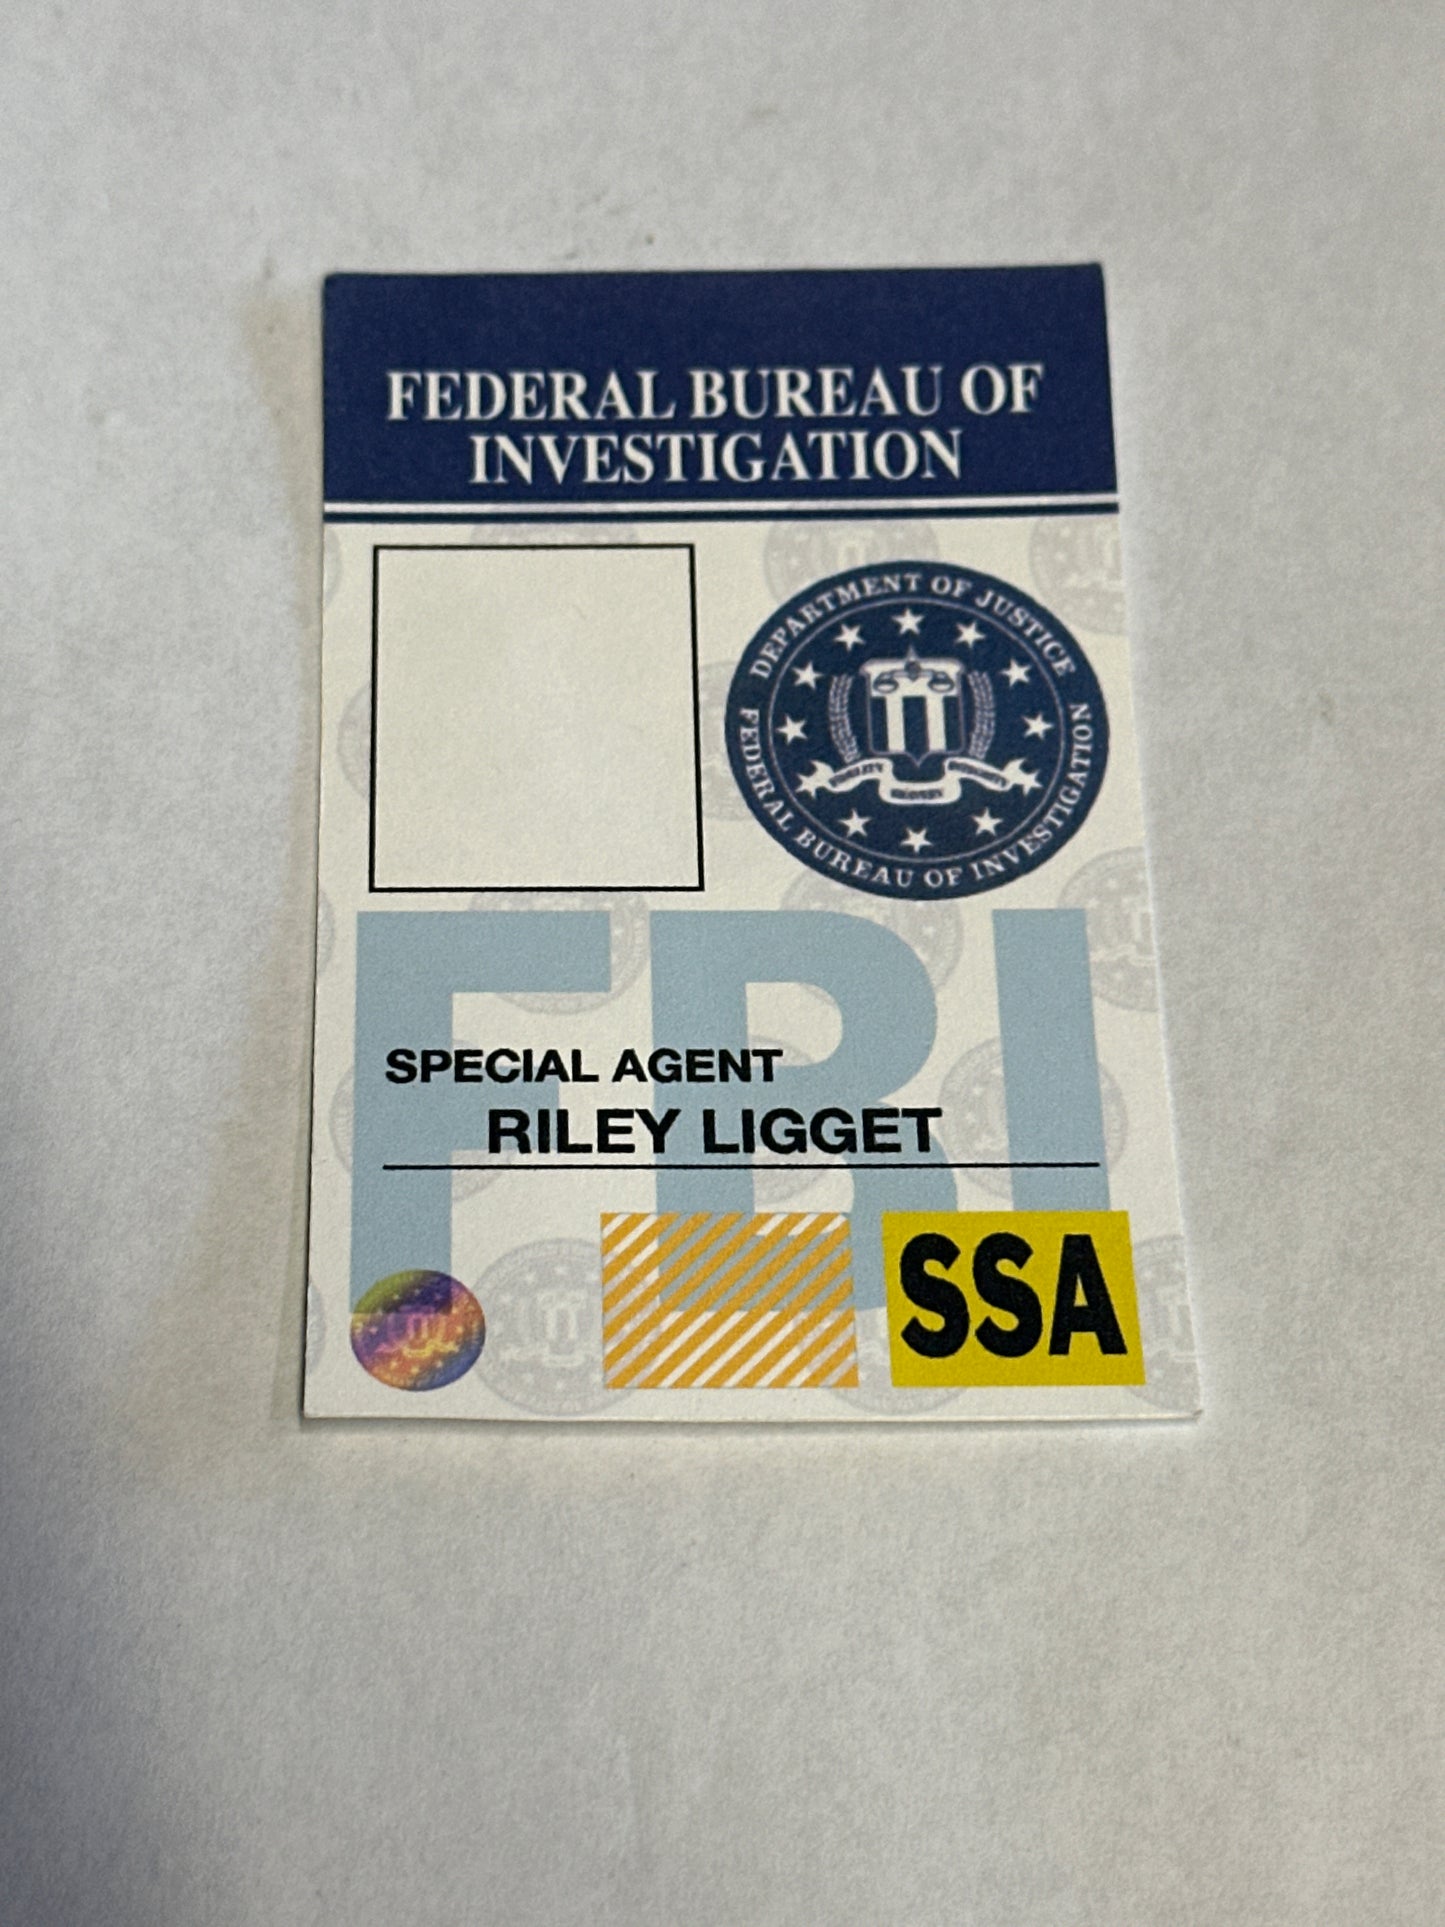 FEDERAL BUREAU OF
INVESTIGATION
DEPARTMENT OF JUSTICE
FEDERAL BUREAU OF INVESTIGATION
FBI
SPECIAL AGENT
RILEY LIGGET
SSA